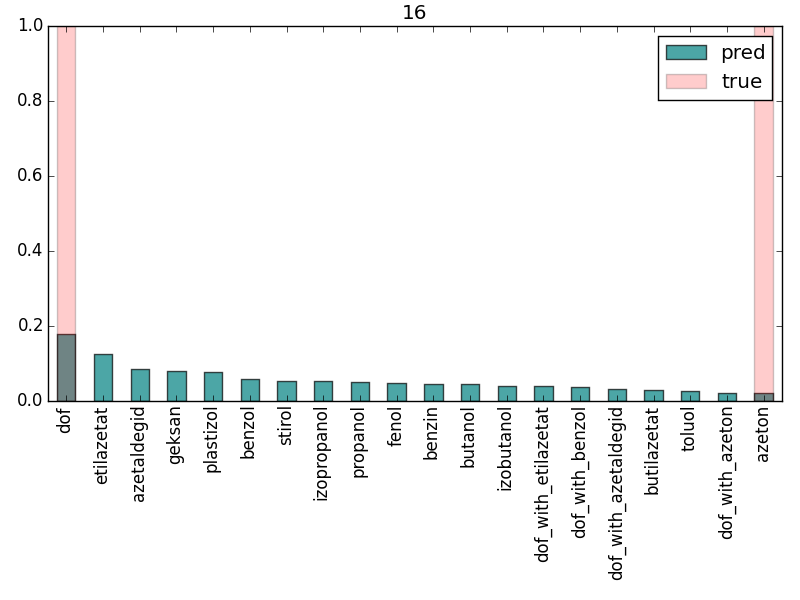 16
1.0
0.8
0.6
0.4
0.2
0.0
pred
true
dof
etilazetat
azetaldegid
geksan
plastizol
benzol
stirol
izopropanol
propanol
fenol
benzin
butanol
izobutanol
dof_with_etilazetat
dof_with_benzol
dof_with_azetaldegid
butilazetat
toluol
dof_with_azeton
azeton